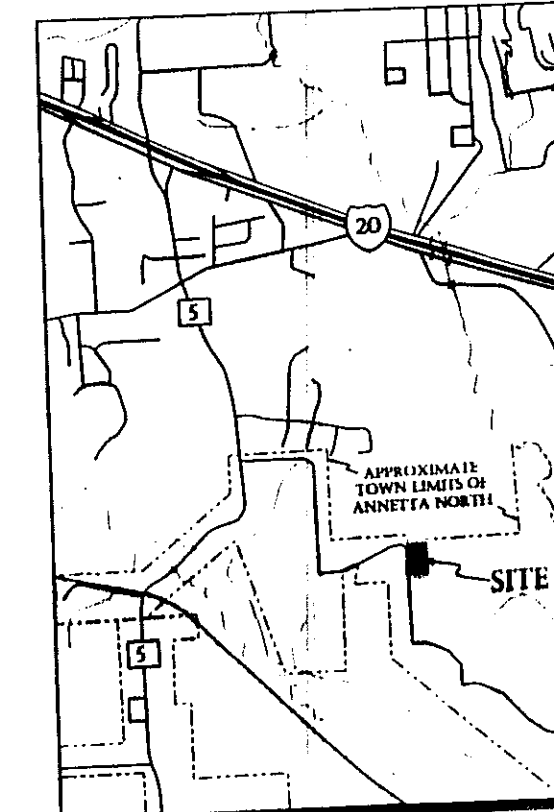 20
5
APPROXIMATE
TOWN LIMITS OF
ANNETTA NORTH
SITE
5